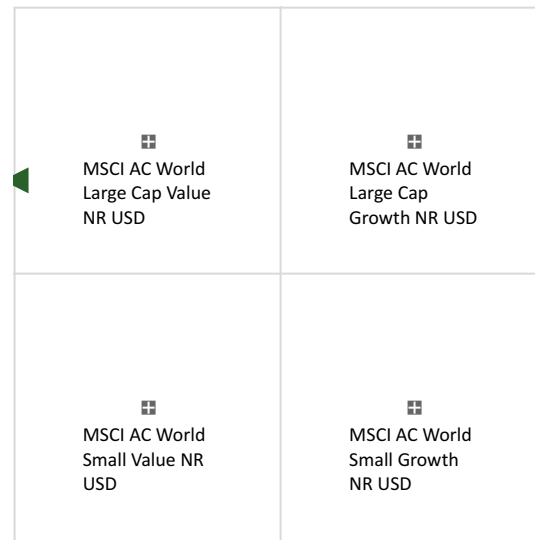 MSCI AC World
Large Cap Value
NR USD
MSCI AC World
Large Cap
Growth NR USD
MSCI AC World
Small Value NR
USD
MSCI AC World
Small Growth
NR USD